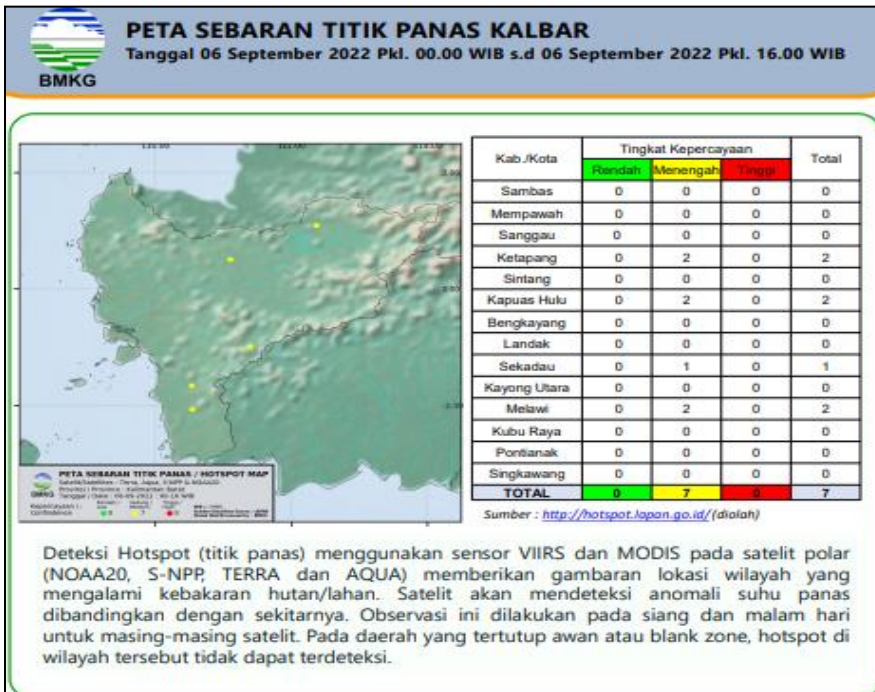 PETA SEBARAN TITIK PANAS KALBAR
Tanggal 06 September 2022 Pkl. 00.00 WIB s.d 06 September 2022 Pkl. 16.00 WIB
BMKG
Kab./Kota Tingkat Kepercayaan Total
Rendah Menengah Tinggi
Sambas 0 0 0 0
Mempawah 0 0 0 0
Sanggau 0 0 0 0
Ketapang 0 2 0 2
Sintang 0 0 0 0
Kapuas Hulu 0 2 0 2
Bengkayang 0 0 0 0
Landak 0 0 0 0
Sekadau 0 1 0 1
Kayong Utara 0 0 0 0
Melawi 0 2 0 2
Kubu Raya 0 0 0 0
Pontianak 0 0 0 0
Singkawang 0 0 0 0
TOTAL 0 7 0 7
Sumber : http://hotspot.lapan.go.id/ (diolah)
PETA SEBARAN TITIK PANAS / HOTSPOT MAP
BMKG
Deteksi Hotspot (titik panas) menggunakan sensor VIIRS dan MODIS pada satelit polar
(NOAA20, S-NPP, TERRA dan AQUA) memberikan gambaran lokasi wilayah yang
mengalami kebakaran hutan/lahan. Satelit akan mendeteksi anomali suhu panas
dibandingkan dengan sekitarnya. Observasi ini dilakukan pada siang dan malam hari
untuk masing-masing satelit. Pada daerah yang tertutup awan atau blank zone, hotspot di
wilayah tersebut tidak dapat terdeteksi.